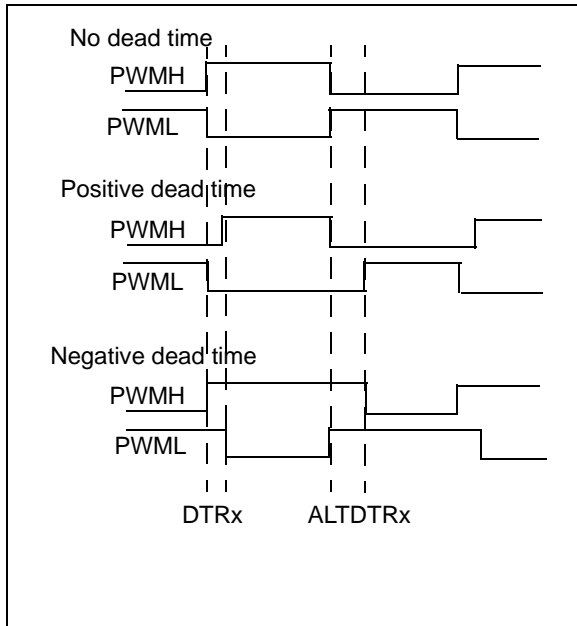 No dead time
PWMH
PWML
Positive dead time
PWMH
PWML
Negative dead time
PWMH
PWML
DTRx ALTDTRx